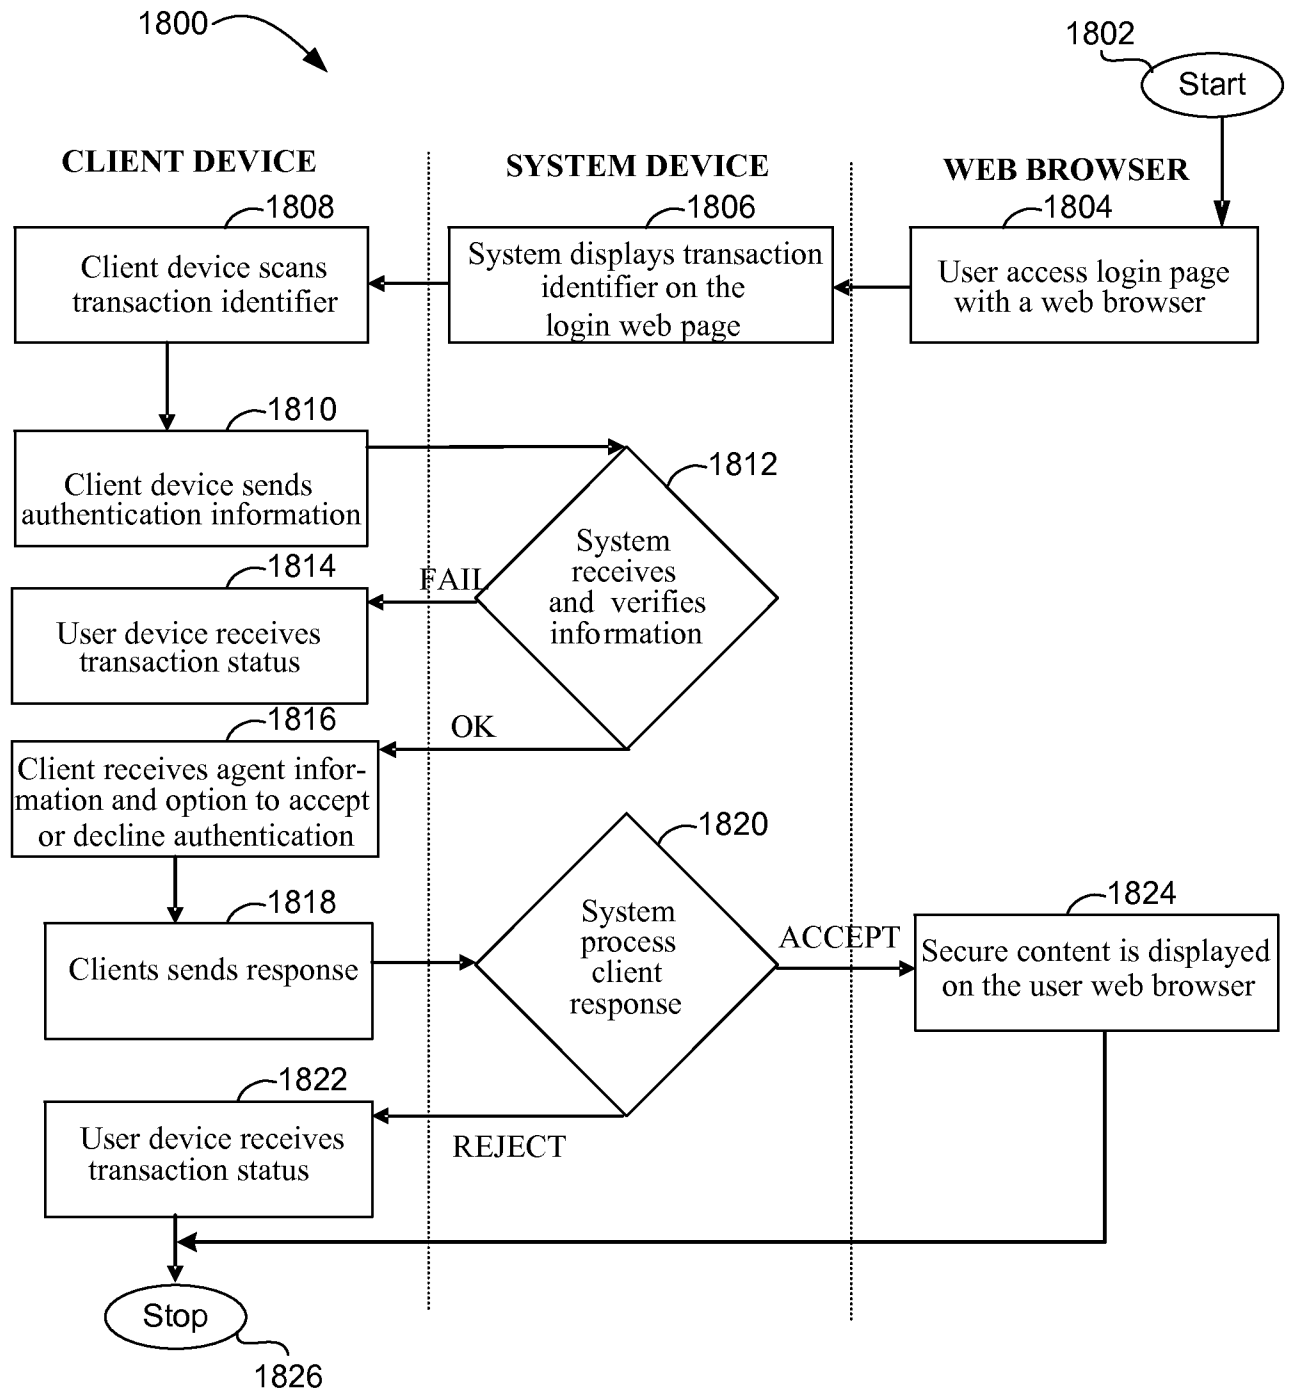 1800
1802
Start
CLIENT DEVICE
SYSTEM DEVICE
WEB BROWSER
1808
Client device scans
transaction identifier
1806
System displays transaction
identifier on the
login web page
1804
User access login page
with a web browser
1810
Client device sends
authentication information
1812
System
receives
and verifies
information
FAIL
1814
User device receives
transaction status
OK
1816
Client receives agent infor-
mation and option to accept
or decline authentication
1818
Clients sends response
1820
System
process
client
response
ACCEPT
1824
Secure content is displayed
on the user web browser
REJECT
1822
User device receives
transaction status
Stop
1826